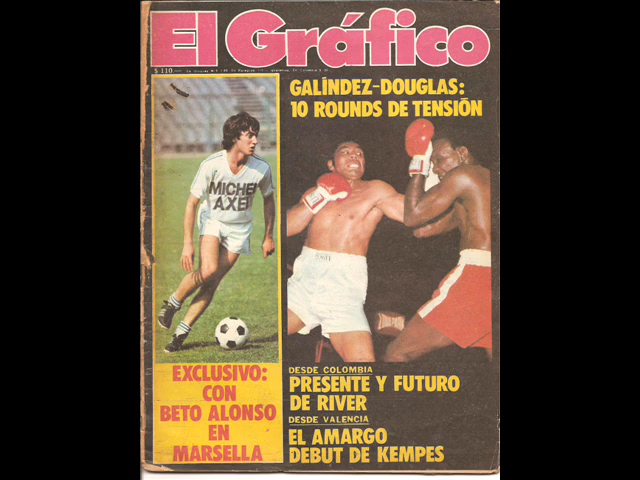 El Gráfico
$ 110
GALÍNDEZ-DOUGLAS:
10 ROUNDS DE TENSIÓN
MICHEL
AXEL
EXCLUSIVO:
CON
BETO ALONSO
EN
MARSELLA
DESDE COLOMBIA
PRESENTE Y FUTURO
DE RIVER
DESDE VALENCIA
EL AMARGO
DEBUT DE KEMPES